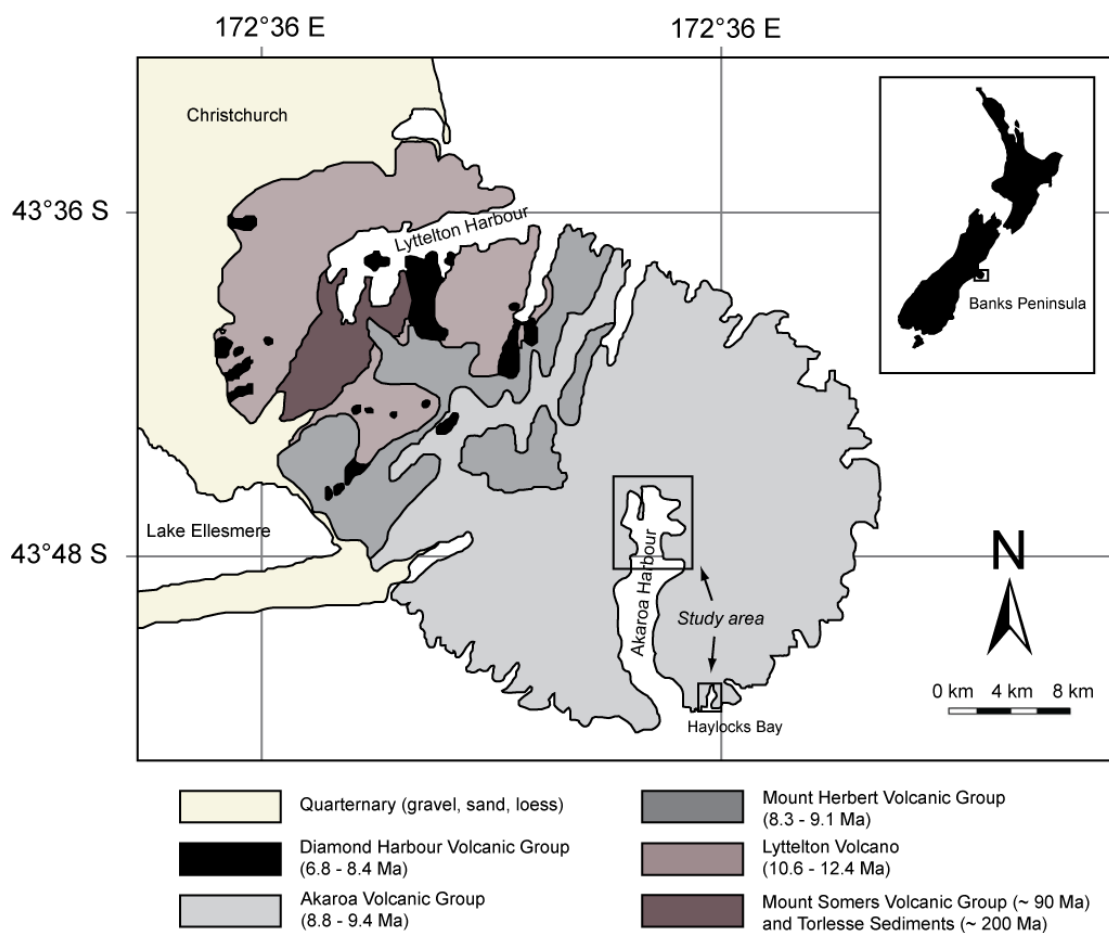 172°36 E
172°36 E
Christchurch
43°36 S
Lyttelton Harbour
Banks Peninsula
Lake Ellesmere
43°48 S
Akaroa Harbour
Study area
N
0 km 4 km 8 km
Haylocks Bay
Quarternary (gravel, sand, loess)
Diamond Harbour Volcanic Group
(6.8 - 8.4 Ma)
Akaroa Volcanic Group
(8.8 - 9.4 Ma)
Mount Herbert Volcanic Group
(8.3 - 9.1 Ma)
Lyttelton Volcano
(10.6 - 12.4 Ma)
Mount Somers Volcanic Group (~ 90 Ma)
and Torlesse Sediments (~ 200 Ma)